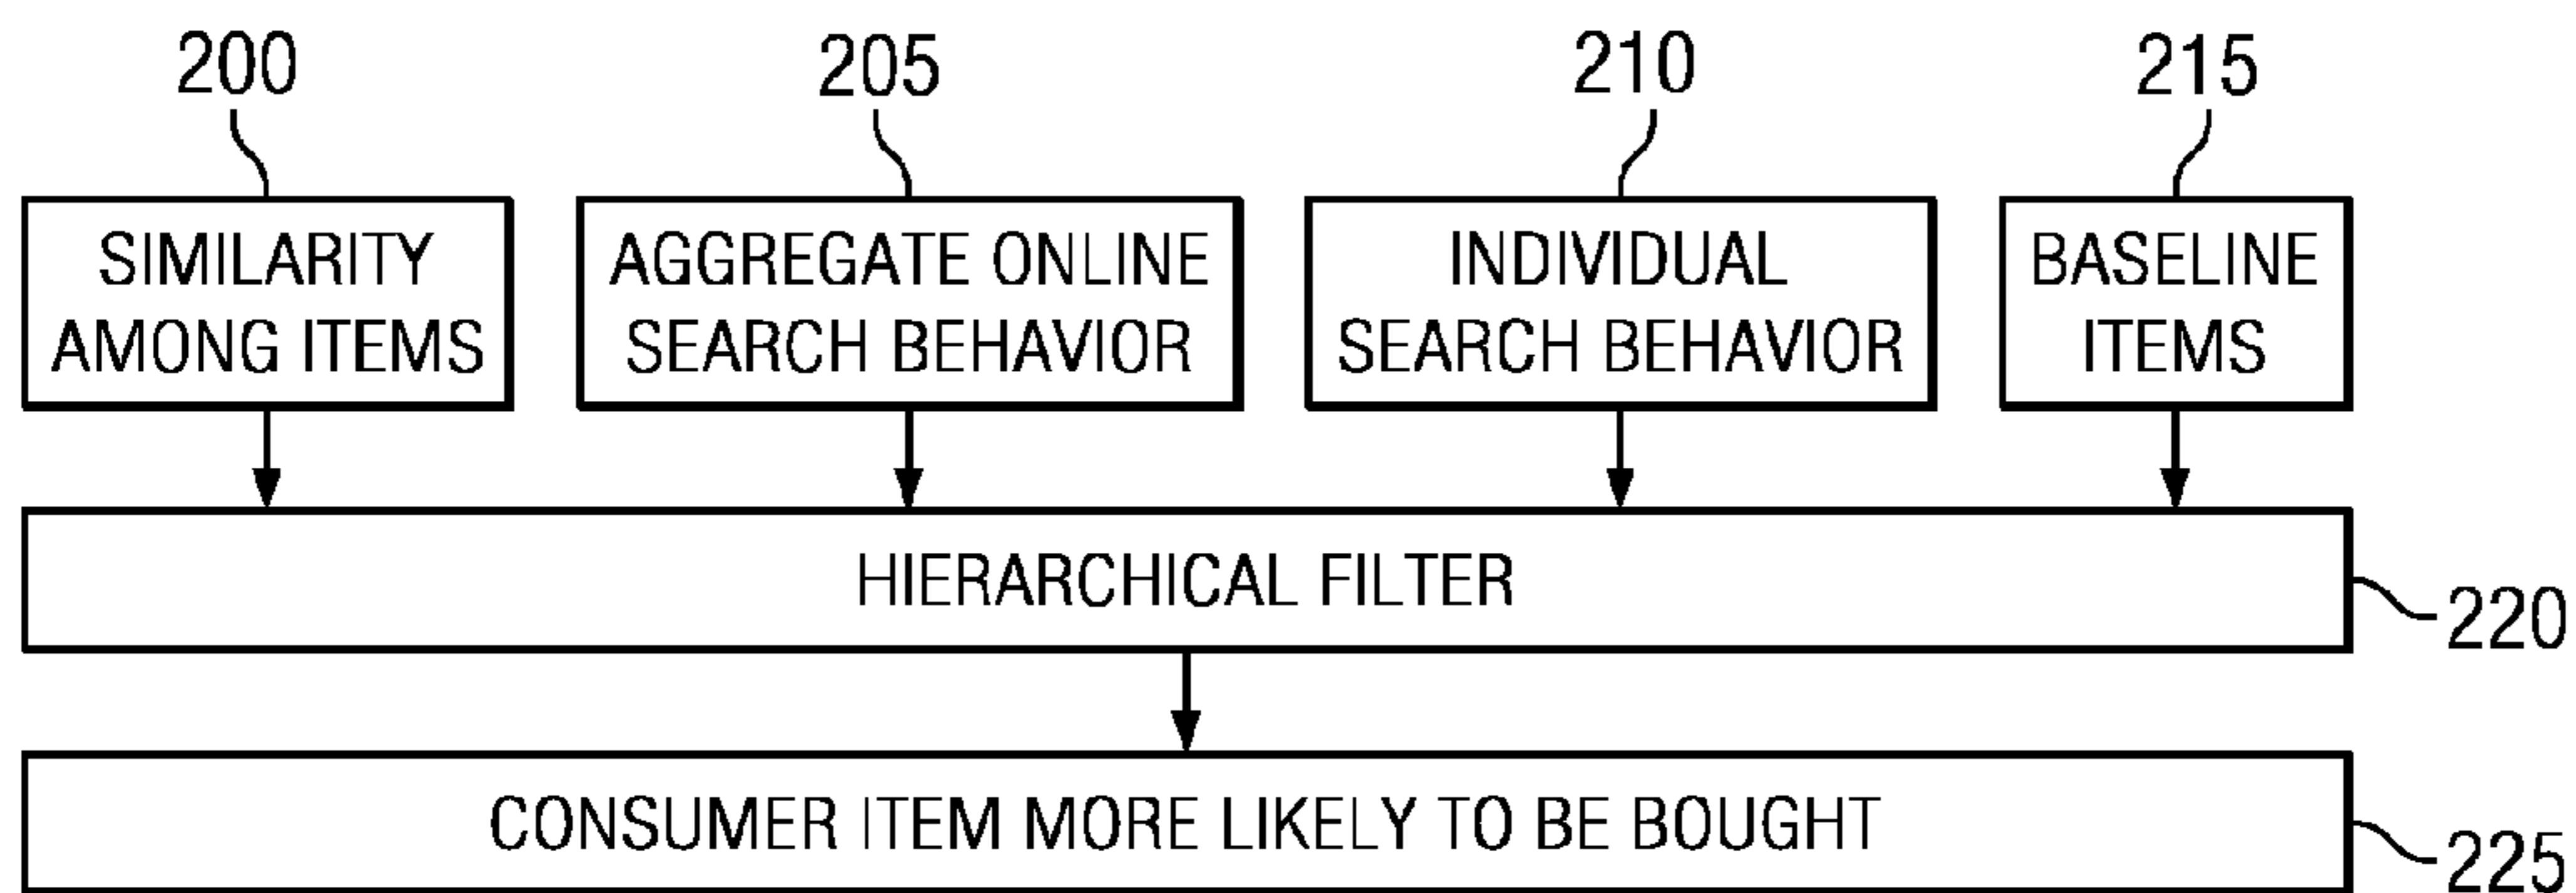 200
205
210
215
SIMILARITY
AMONG ITEMS
AGGREGATE ONLINE
SEARCH BEHAVIOR
INDIVIDUAL
SEARCH BEHAVIOR
BASELINE
ITEMS
HIERARCHICAL FILTER
220
CONSUMER ITEM MORE LIKELY TO BE BOUGHT
225